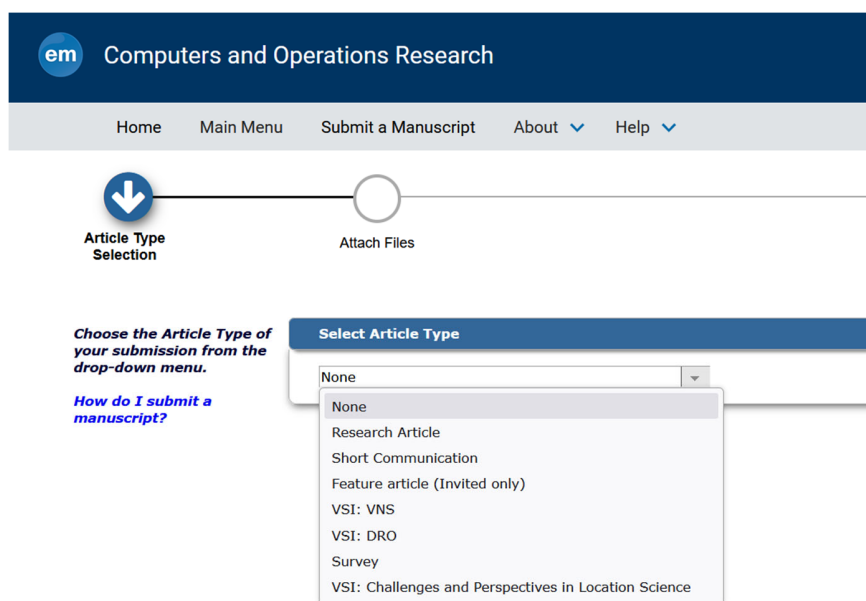 em Computers and Operations Research
Home Main Menu Submit a Manuscript About Help
Article Type
Selection
Attach Files
Choose the Article Type of
your submission from the
drop-down menu.
How do I submit a
manuscript?
Select Article Type
None
None
Research Article
Short Communication
Feature article (Invited only)
VSI: VNS
VSI: DRO
Survey
VSI: Challenges and Perspectives in Location Science